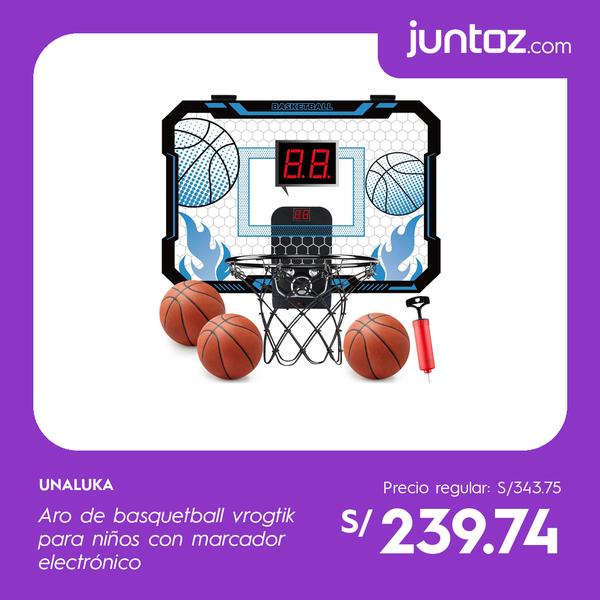 juntoz.com
BASKETBALL
88
88
UNALUKA
Aro de basquetball vrogtik
para niños con marcador
electrónico
Precio regular: S/343.75
S/239.74